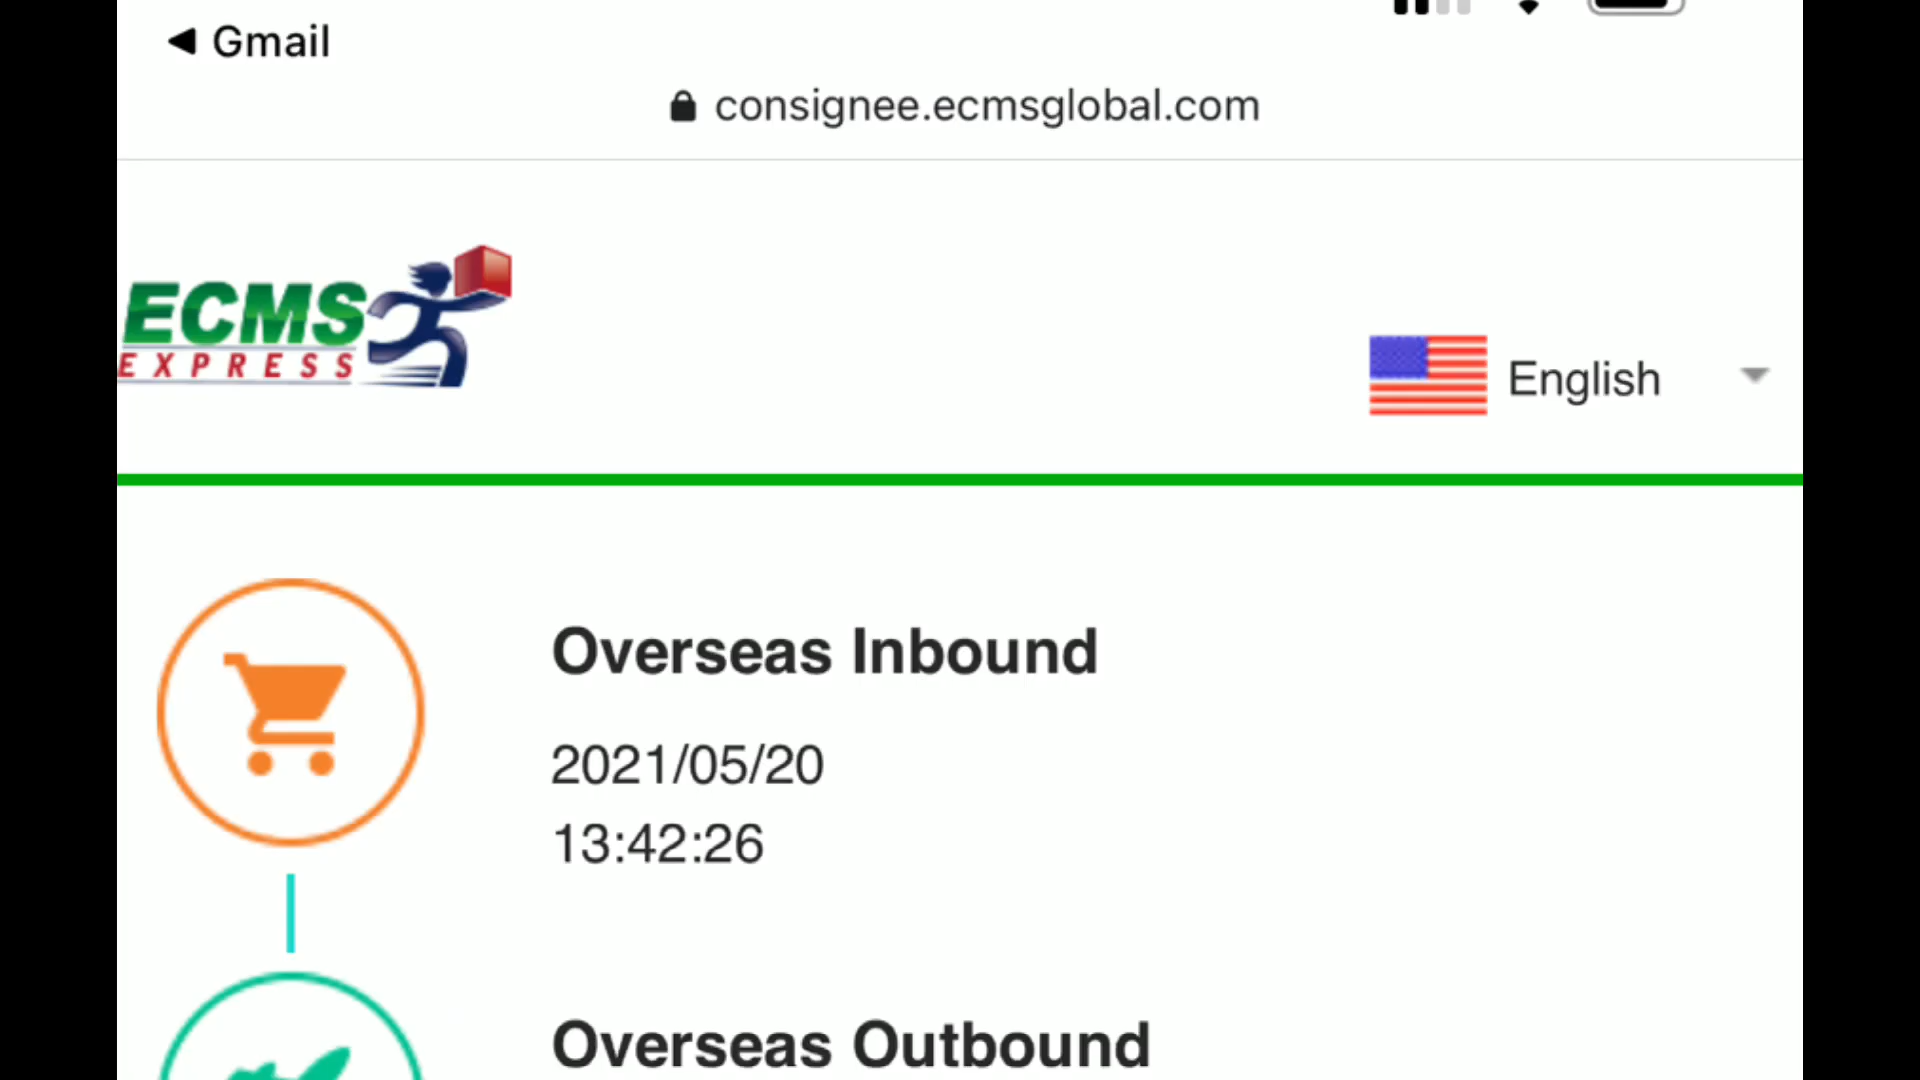 Gmail
consignee.ecmsglobal.com
ECMS
EXPRESS
English
Overseas Inbound
2021/05/20
13:42:26
Overseas Outbound